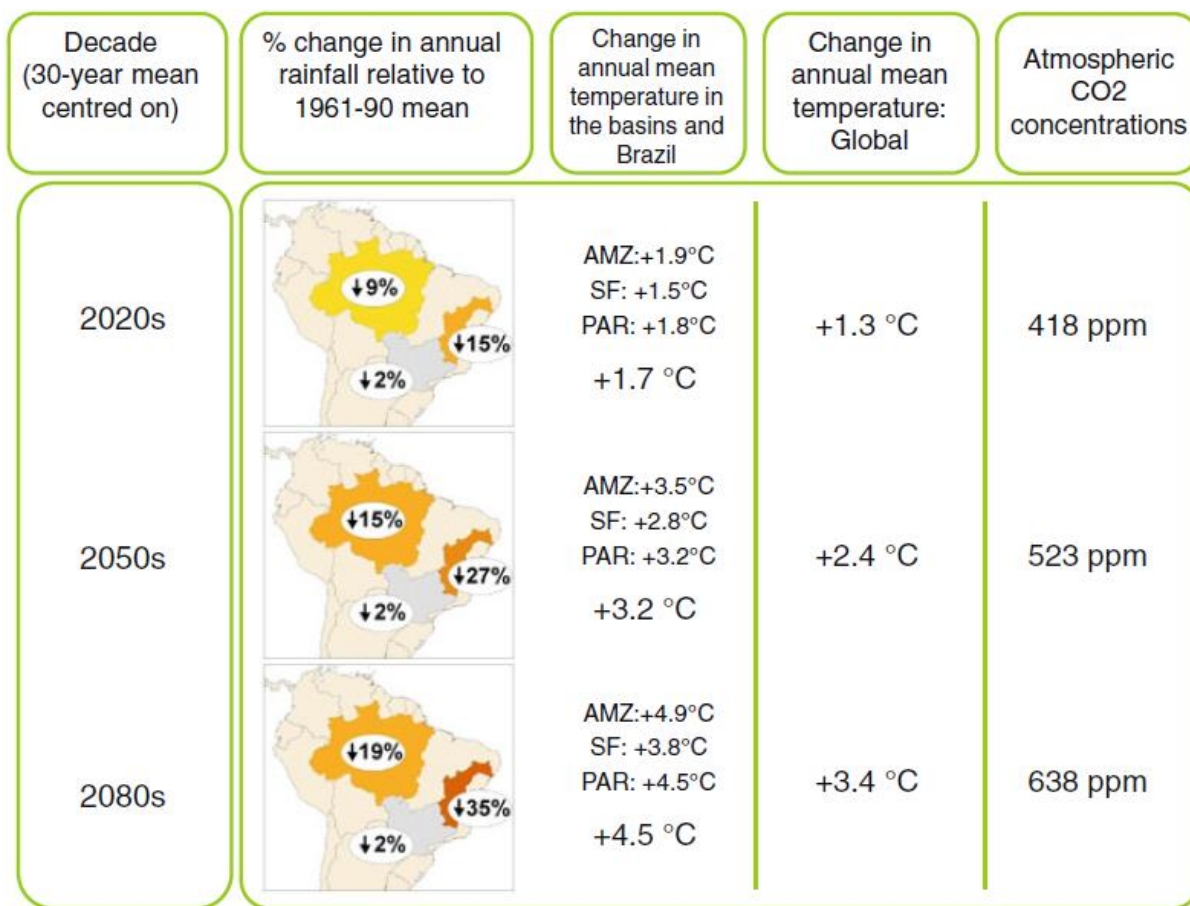 Decade
(30-year mean
centred on)
% change in annual
rainfall relative to
1961-90 mean
Change in
annual mean
temperature in
the basins and
Brazil
Change in
annual mean
temperature:
Global
Atmospheric
CO2
concentrations
2020s
↓9%
↓15%
↓2%
AMZ:+1.9°C
SF: +1.5°C
PAR: +1.8°C
+1.7 °C
+1.3 °C
418 ppm
2050s
↓15%
↓27%
↓2%
AMZ:+3.5°C
SF: +2.8°C
PAR: +3.2°C
+3.2 °C
+2.4 °C
523 ppm
2080s
↓19%
↓35%
↓2%
AMZ:+4.9°C
SF: +3.8°C
PAR: +4.5°C
+4.5 °C
+3.4 °C
638 ppm